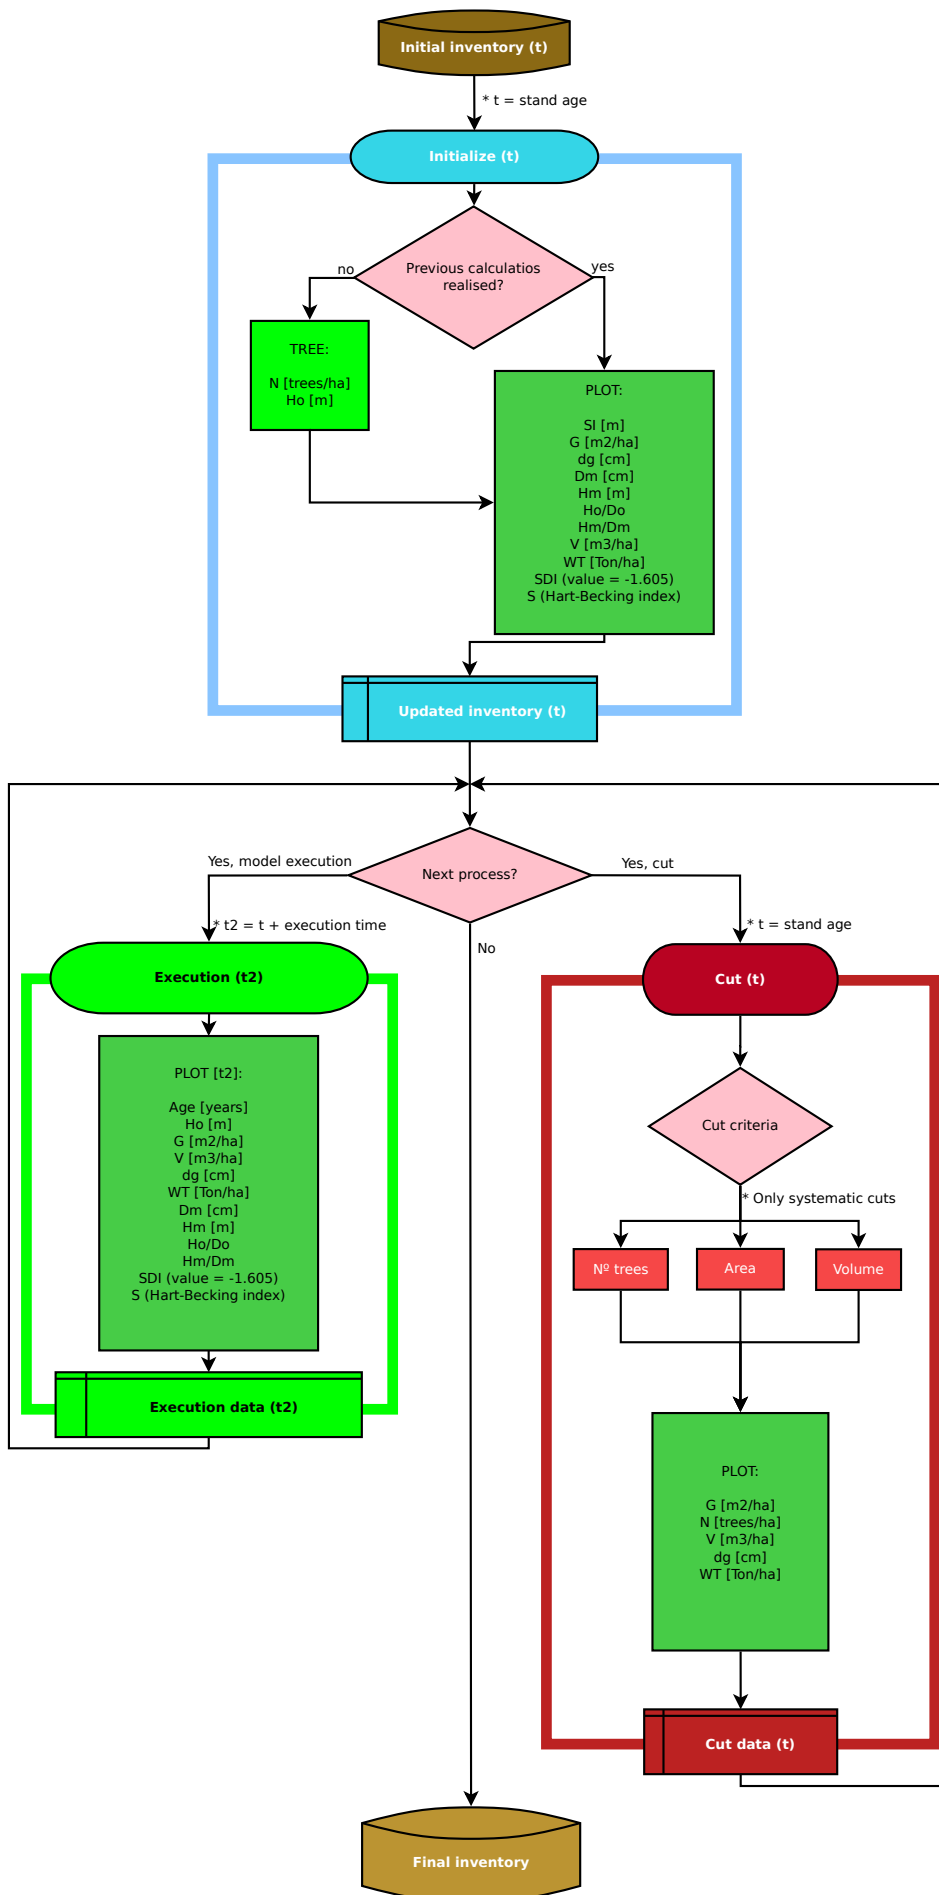 Initial inventory (t)
* t = stand age
Initialize (t)
Previous calculatios
realised?
no
yes
TREE:
N [trees/ha]
Ho [m]
PLOT:
SI [m]
G [m2/ha]
dg [cm]
Dm [cm]
Hm [m]
Ho/Do
Hm/Dm
V [m3/ha]
WT [Ton/ha]
SDI (value = -1.605)
S (Hart-Becking index)
Updated inventory (t)
Next process?
Yes, model execution
Yes, cut
No
* t2 = t + execution time
Execution (t2)
PLOT [t2]:
Age [years]
Ho [m]
G [m2/ha]
V [m3/ha]
dg [cm]
WT [Ton/ha]
Dm [cm]
Hm [m]
Ho/Do
Hm/Dm
SDI (value = -1.605)
S (Hart-Becking index)
Execution data (t2)
* t = stand age
Cut (t)
Cut criteria
* Only systematic cuts
Nº trees
Area
Volume
PLOT:
G [m2/ha]
N [trees/ha]
V [m3/ha]
dg [cm]
WT [Ton/ha]
Cut data (t)
Final inventory